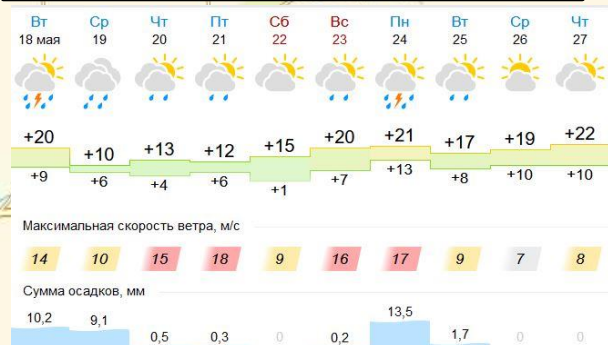 Вт Ср Чт Пт Сб Вс Пн Вт Ср Чт
18 мая 19 20 21 22 23 24 25 26 27
+20 +10 +13 +12 +15 +20 +21 +17 +19 +22
+9 +6 +4 +6 +1 +7 +13 +8 +10 +10
Максимальная скорость ветра, м/с
14 10 15 18 9 16 17 9 7 8
Сумма осадков, мм
10,2 9,1 0,5 0,3 0 0,2 13,5 1,7 0 0